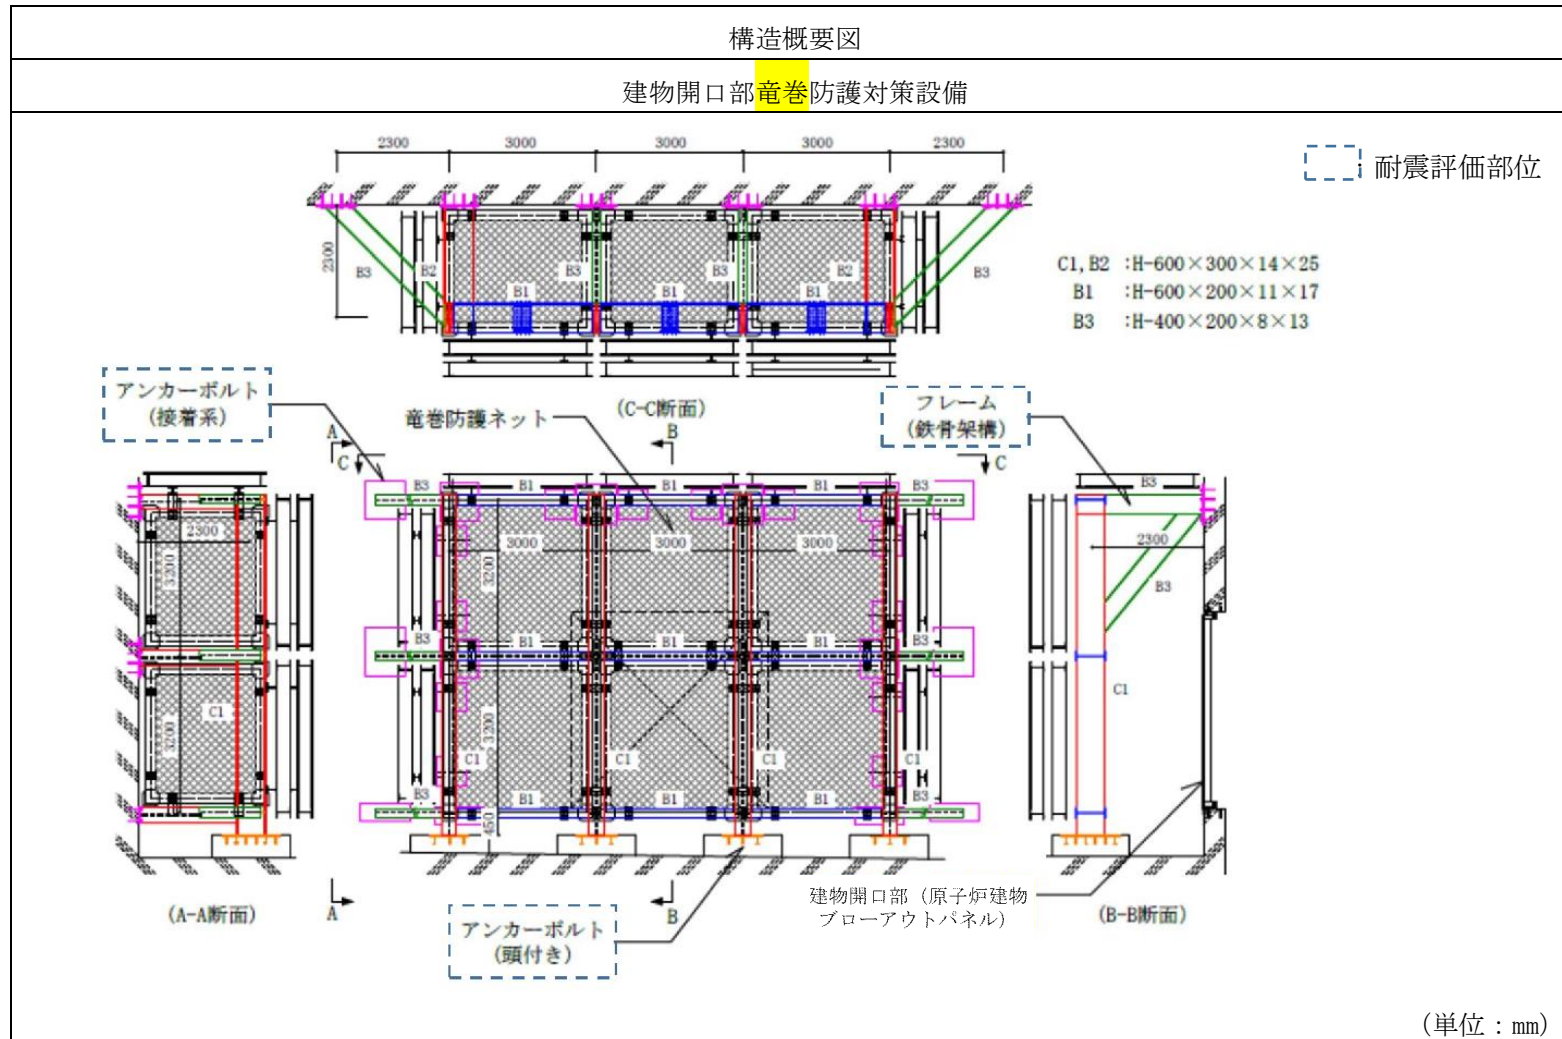 構造概要図
建物開口部竜巻防護対策設備
2300 3000 3000 3000 2300
:耐震評価部位
2300
B3 B2 B3 B3 B2 B3
B1 B1 B1
C1,B2 :H-600×300×14×25
B1 :H-600×200×11×17
B3 :H-400×200×8×13
(C-C断面)
アンカーボルト
(接着系)
竜巻防護ネット
フレーム
(鉄骨架構)
A B
C C
B3 B1 B1 B1 B3
B3
2300
3000 3000 3000
2300
3200
3200
B3
B3 B1 B1 B1 B3
C1
C1
3200
3200
C1 C1 C1 C1
B3 B1 B1 B1 B3
450
A B
(A-A断面)
アンカーボルト
(頭付き)
建物開口部（原子炉建物
ブローアウトパネル）
(B-B断面)
(単位：mm)